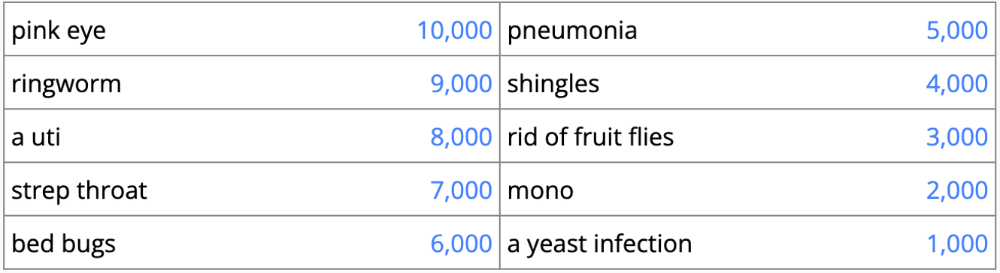 pink eye 10,000 pneumonia 5,000
ringworm 9,000 shingles 4,000
a uti 8,000 rid of fruit flies 3,000
strep throat 7,000 mono 2,000
bed bugs 6,000 a yeast infection 1,000